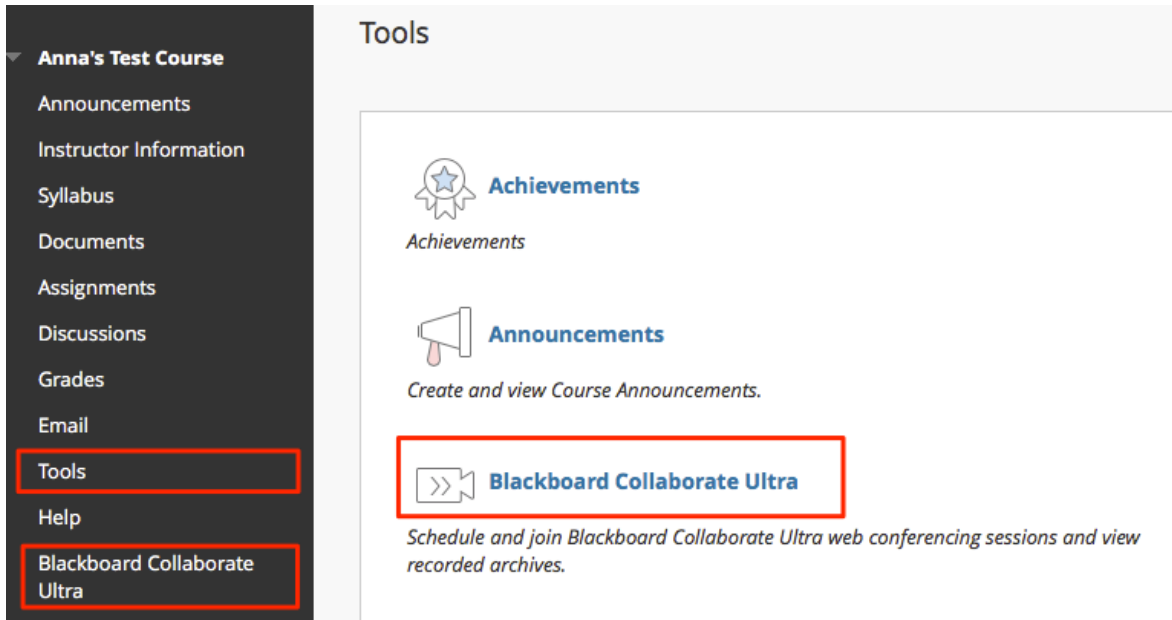 Anna's Test Course
Announcements
Instructor Information
Syllabus
Documents
Assignments
Discussions
Grades
Email
Tools
Help
Blackboard Collaborate
Ultra
Tools
Achievements
Achievements
Announcements
Create and view Course Announcements.
Blackboard Collaborate Ultra
Schedule and join Blackboard Collaborate Ultra web conferencing sessions and view
recorded archives.